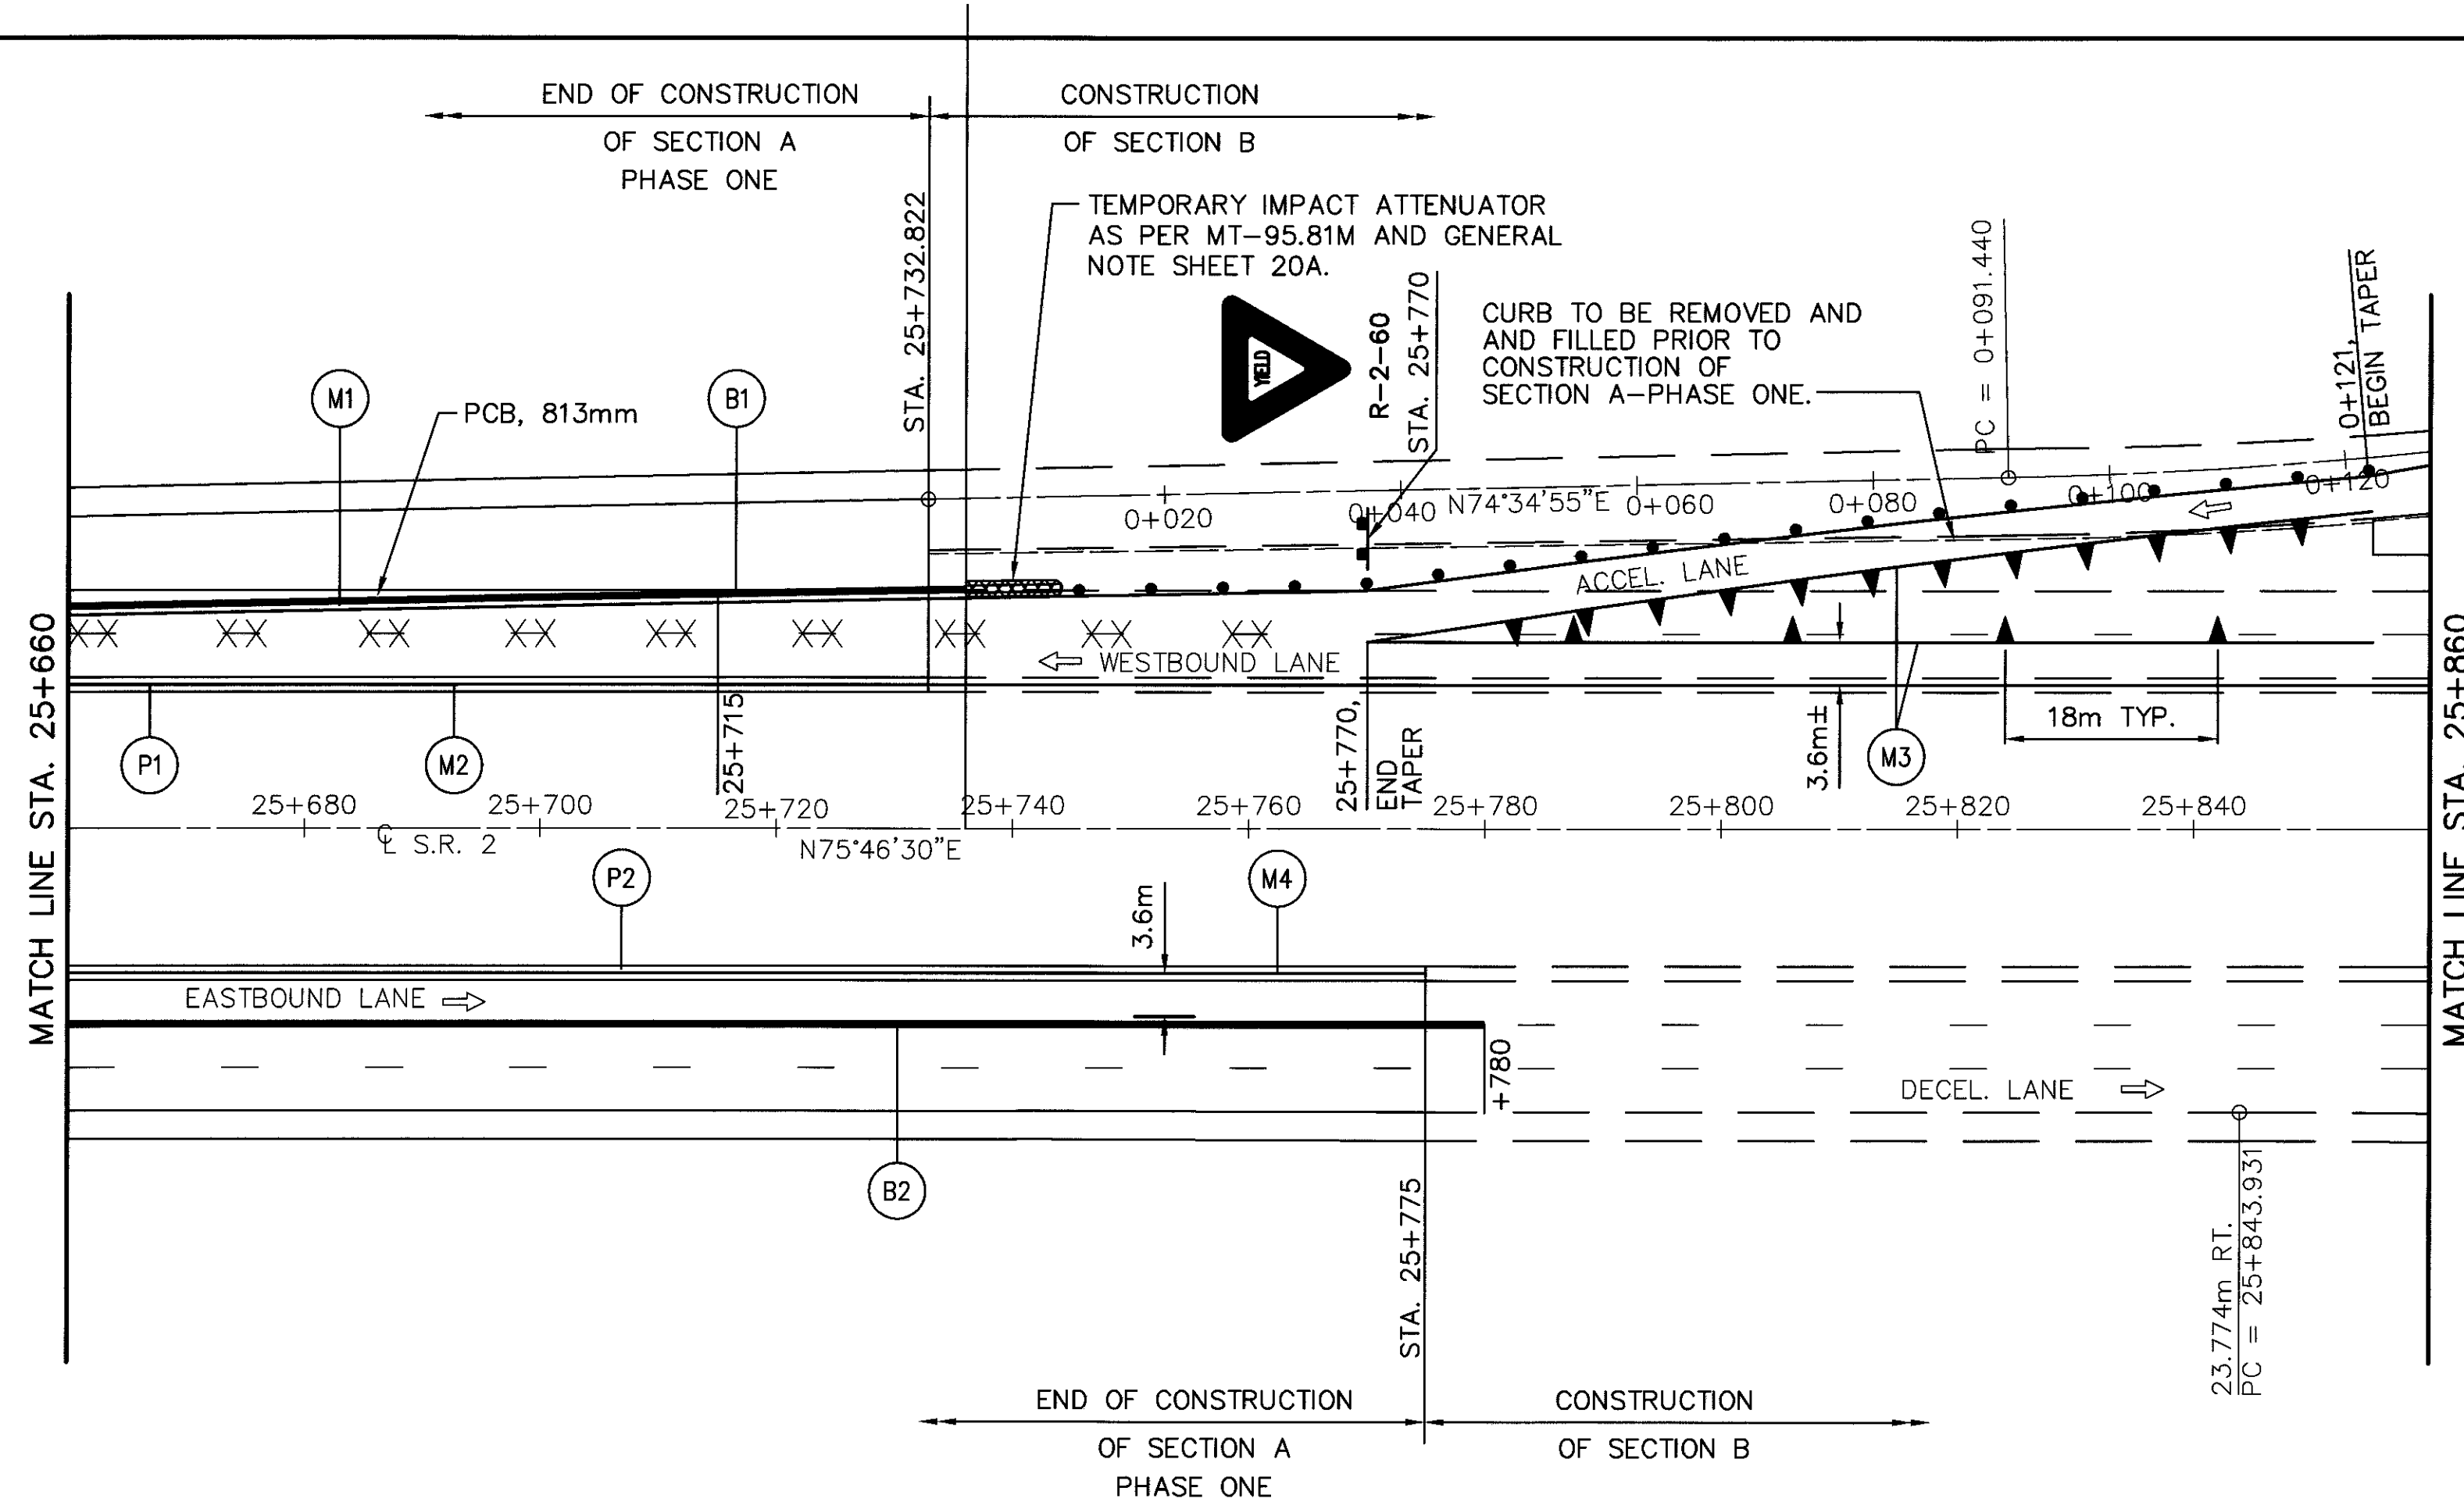 END OF CONSTRUCTION
OF SECTION A
PHASE ONE
CONSTRUCTION
OF SECTION B
STA. 25+732.822
TEMPORARY IMPACT ATTENUATOR
AS PER MT-95.81M AND GENERAL
NOTE SHEET 20A.
YIELD
R-2-60
STA. 25+770
CURB TO BE REMOVED AND
AND FILLED PRIOR TO
CONSTRUCTION OF
SECTION A-PHASE ONE.
PC = 0+091.440
0+121,
BEGIN TAPER
M1
PCB, 813mm
B1
0+020
0+040
N74°34'55"E
0+060
0+080
0+100
0+120
ACCEL. LANE
WESTBOUND LANE
MATCH LINE STA. 25+660
MATCH LINE STA. 25+860
P1
M2
25+715
25+770,
END
TAPER
3.6m±
M3
18m TYP.
25+680
25+700
25+720
25+740
25+760
25+780
25+800
25+820
25+840
℄ S.R. 2
N75°46'30"E
P2
3.6m
M4
EASTBOUND LANE
+780
DECEL. LANE
B2
STA. 25+775
23.774m RT.
PC = 25+843.931
END OF CONSTRUCTION
OF SECTION A
PHASE ONE
CONSTRUCTION
OF SECTION B